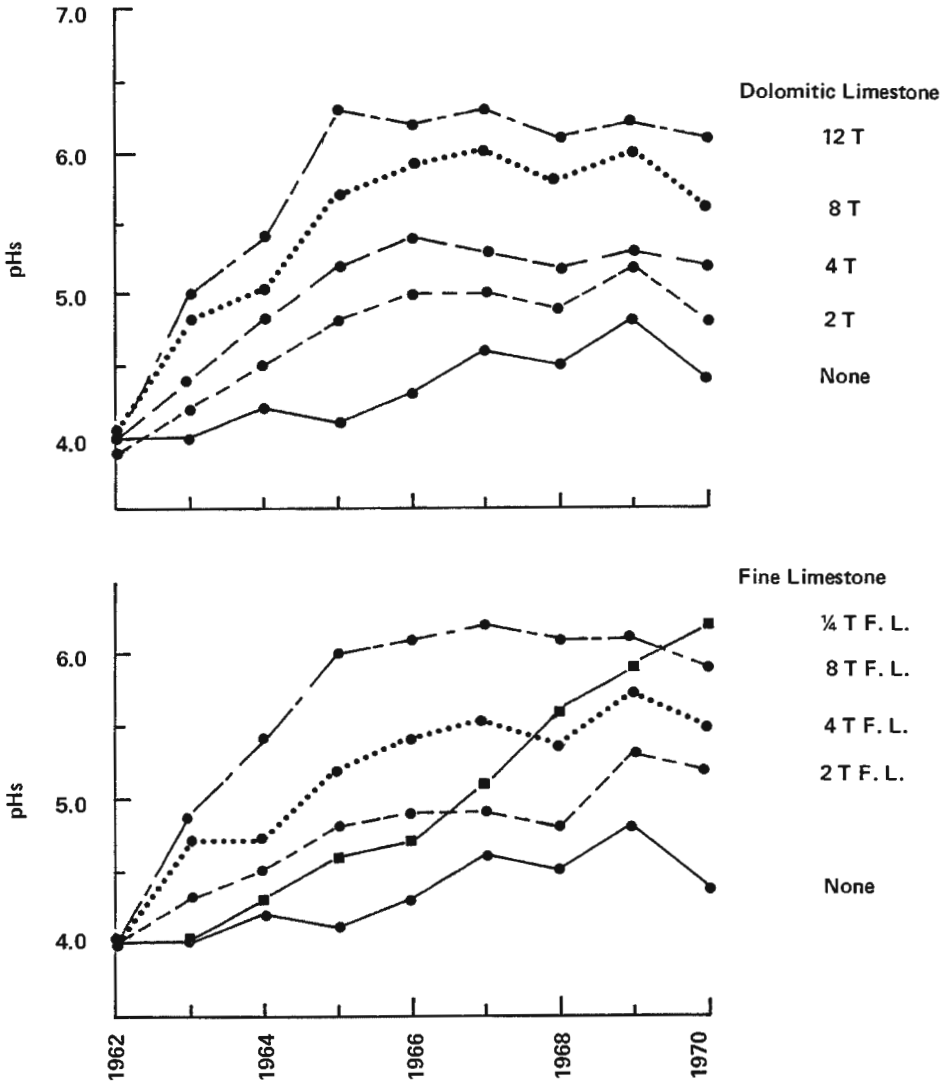 7.0
6.0
5.0
4.0
pHs
Dolomitic Limestone
12 T
8 T
4 T
2 T
None
6.0
5.0
4.0
pHs
Fine Limestone
¼ T F. L.
8 T F. L.
4 T F. L.
2 T F. L.
None
1962
1964
1966
1968
1970